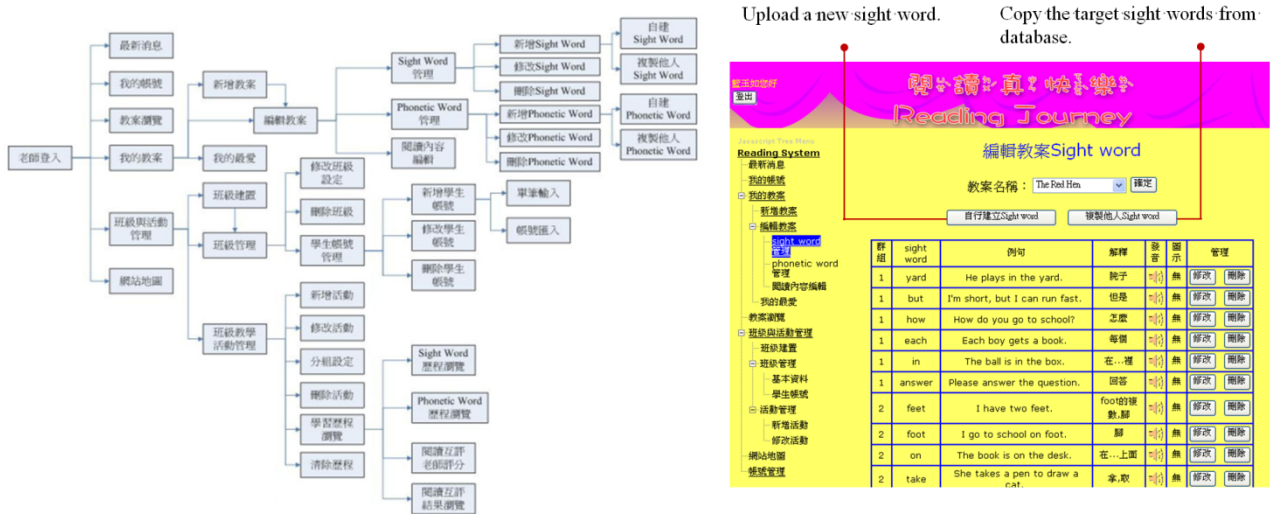 老師登入
最新消息
我的帳號
教案瀏覽
我的教案
班級與活動
管理
網站地圖
新增教案
我的最愛
班級建置
班級管理
班級教學
活動管理
編輯教案
修改班級
設定
刪除班級
學生帳號
管理
新增活動
修改活動
分組設定
刪除活動
學習歷程
瀏覽
清除歷程
Sight Word
管理
Phonetic Word
管理
閱讀內容
編輯
新增學生
帳號
修改學生
帳號
刪除學生
帳號
Sight Word
歷程瀏覽
Phonetic Word
歷程瀏覽
閱讀互評
老師評分
閱讀互評
結果瀏覽
新增Sight Word
修改Sight Word
刪除Sight Word
新增Phonetic Word
修改Phonetic Word
刪除Phonetic Word
單筆輸入
帳號匯入
自建
Sight Word
複製他人
Sight Word
自建
Phonetic Word
複製他人
Phonetic Word
Upload a new sight word.
Copy the target sight words from
database.
藍玉如您好
登出
閱讀真快樂
Reading Journey
Javascript Tree Menu
Reading System
最新消息
我的帳號
我的教案
新增教案
編輯教案
sight word
管理
phonetic word
管理
閱讀內容編輯
我的最愛
教案瀏覽
班級與活動管理
班級建置
班級管理
基本資料
學生帳號
活動管理
新增活動
修改活動
網站地圖
帳號管理
編輯教案Sight word
教案名稱： The Red Hen 確定
自行建立Sight word 複製他人Sight word
群組 sight word 例句 解釋 發音 圖示 管理
1 yard He plays in the yard. 院子 無 修改 刪除
1 but I'm short, but I can run fast. 但是 無 修改 刪除
1 how How do you go to school? 怎麼 無 修改 刪除
1 each Each boy gets a book. 每個 無 修改 刪除
1 in The ball is in the box. 在...裡 無 修改 刪除
1 answer Please answer the question. 回答 無 修改 刪除
2 feet I have two feet. foot的複數,腳 無 修改 刪除
2 foot I go to school on foot. 腳 無 修改 刪除
2 on The book is on the desk. 在...上面 無 修改 刪除
2 take She takes a pen to draw a cat. 拿,取 無 修改 刪除